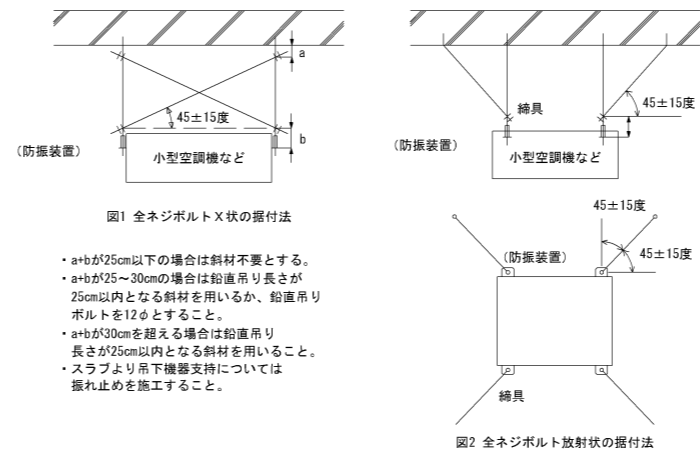 a
45±15度
b
(防振装置)
小型空調機など
図1 全ネジボルトX状の据付法
・a+bが25cm以下の場合は斜材不要とする。
・a+bが25～30cmの場合は鉛直吊り長さが
25cm以内となる斜材を用いるか、鉛直吊り
ボルトを12φとすること。
・a+bが30cmを超える場合は鉛直吊り
長さが25cm以内となる斜材を用いること。
・スラブより吊下機器支持については
振れ止めを施工すること。
締具
45±15度
(防振装置)
小型空調機など
45±15度
(防振装置)
45±15度
締具
図2 全ネジボルト放射状の据付法